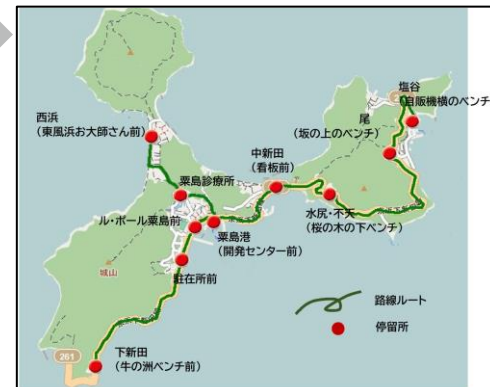 塩谷
(自販機横のベンチ)
尾
(坂の上のベンチ)
西浜
(東風浜お大師さん前)
中新田
(看板前)
粟島診療所
水尻・不天
(桜の木の下ベンチ)
ル・ポール粟島前
粟島港
(開発センター前)
城山
駐在所前
路線ルート
停留所
下新田
(牛の洲ベンチ前)
261